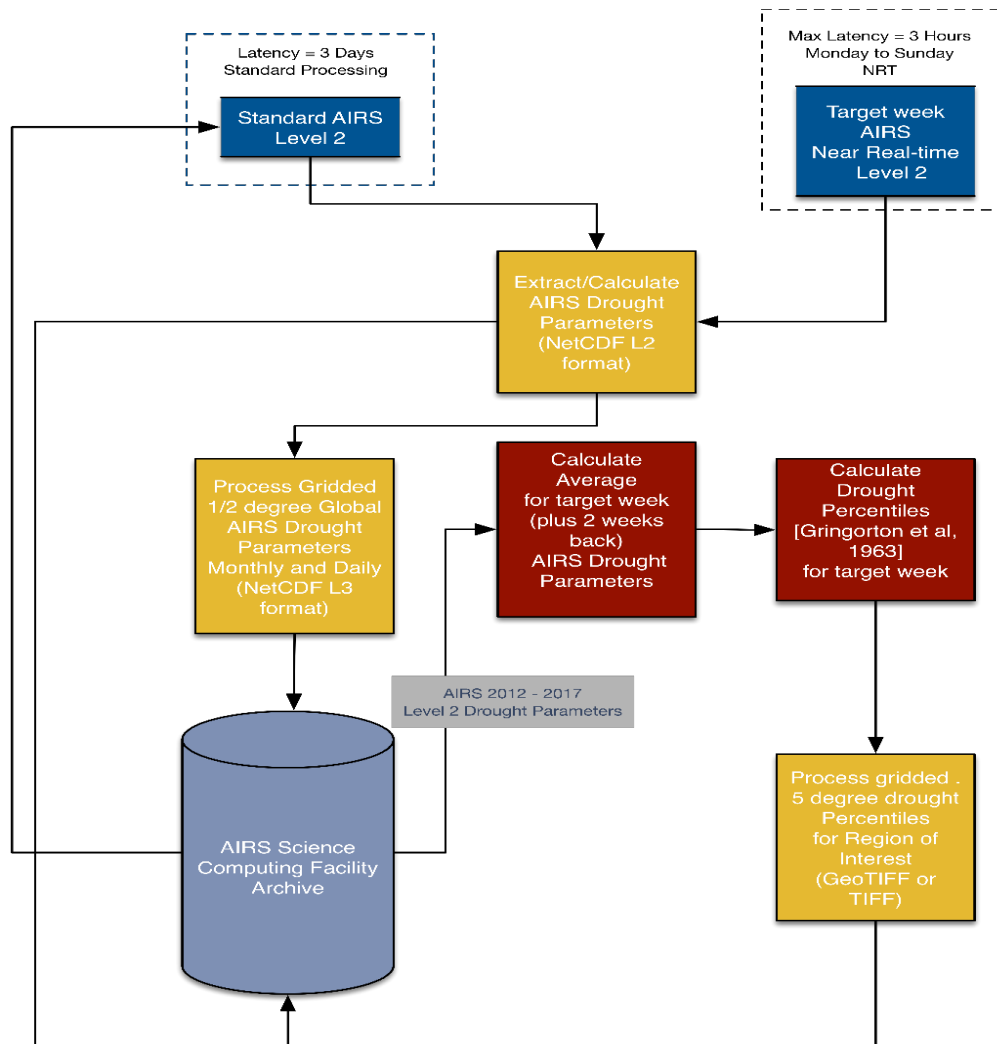 Latency = 3 Days
Standard Processing
Standard AIRS
Level 2
Max Latency = 3 Hours
Monday to Sunday
NRT
Target week
AIRS
Near Real-time
Level 2
Extract/Calculate
AIRS Drought
Parameters
(NetCDF L2
format)
Process Gridded
1/2 degree Global
AIRS Drought
Parameters
Monthly and Daily
(NetCDF L3
format)
Calculate
Average
for target week
(plus 2 weeks
back)
AIRS Drought
Parameters
Calculate
Drought
Percentiles
[Gringorton et al,
1963]
for target week
AIRS 2012 - 2017
Level 2 Drought Parameters
AIRS Science
Computing Facility
Archive
Process gridded .
5 degree drought
Percentiles
for Region of
Interest
(GeoTIFF or
TIFF)